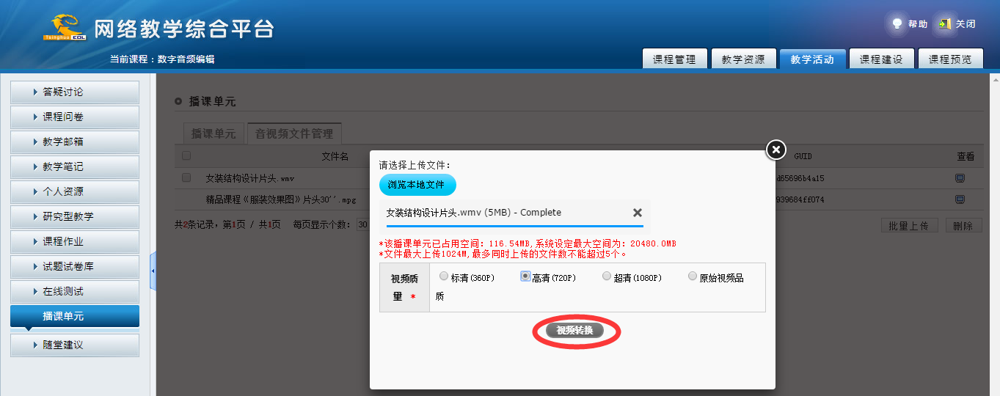 网络教学综合平台
TsinghuaEOL
帮助 关闭
当前课程：数字音频编辑
课程管理 教学资源 教学活动 课程建设 课程预览
答疑讨论
课程问卷
教学邮箱
教学笔记
个人资源
研究型教学
课程作业
试题试卷库
在线测试
播课单元
随堂建议
播课单元
播课单元 音视频文件管理
文件名 GUID 查看
女装结构设计片头.wmv d65696b4a15
精品课程《服装效果图》片头30''.mpg 939684ff074
共2条记录，第1页 / 共1页 每页显示个数： 30
批量上传 删除
请选择上传文件：
浏览本地文件
女装结构设计片头.wmv (5MB) - Complete
*该播课单元已占用空间：116.54MB,系统设定最大空间为：20480.0MB
*文件最大上传1024M,最多同时上传的文件数不能超过5个。
视频质量 *
标清(360P) 高清(720P) 超清(1080P) 原始视频品
质
视频转换